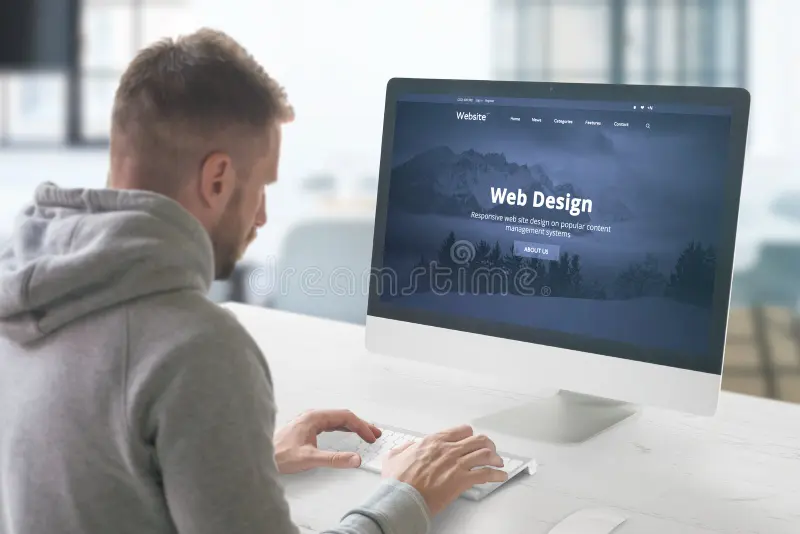 Website
Home News Categories Features Contact
Web Design
Responsive web site design on popular content
management systems
ABOUT US
dreamstime